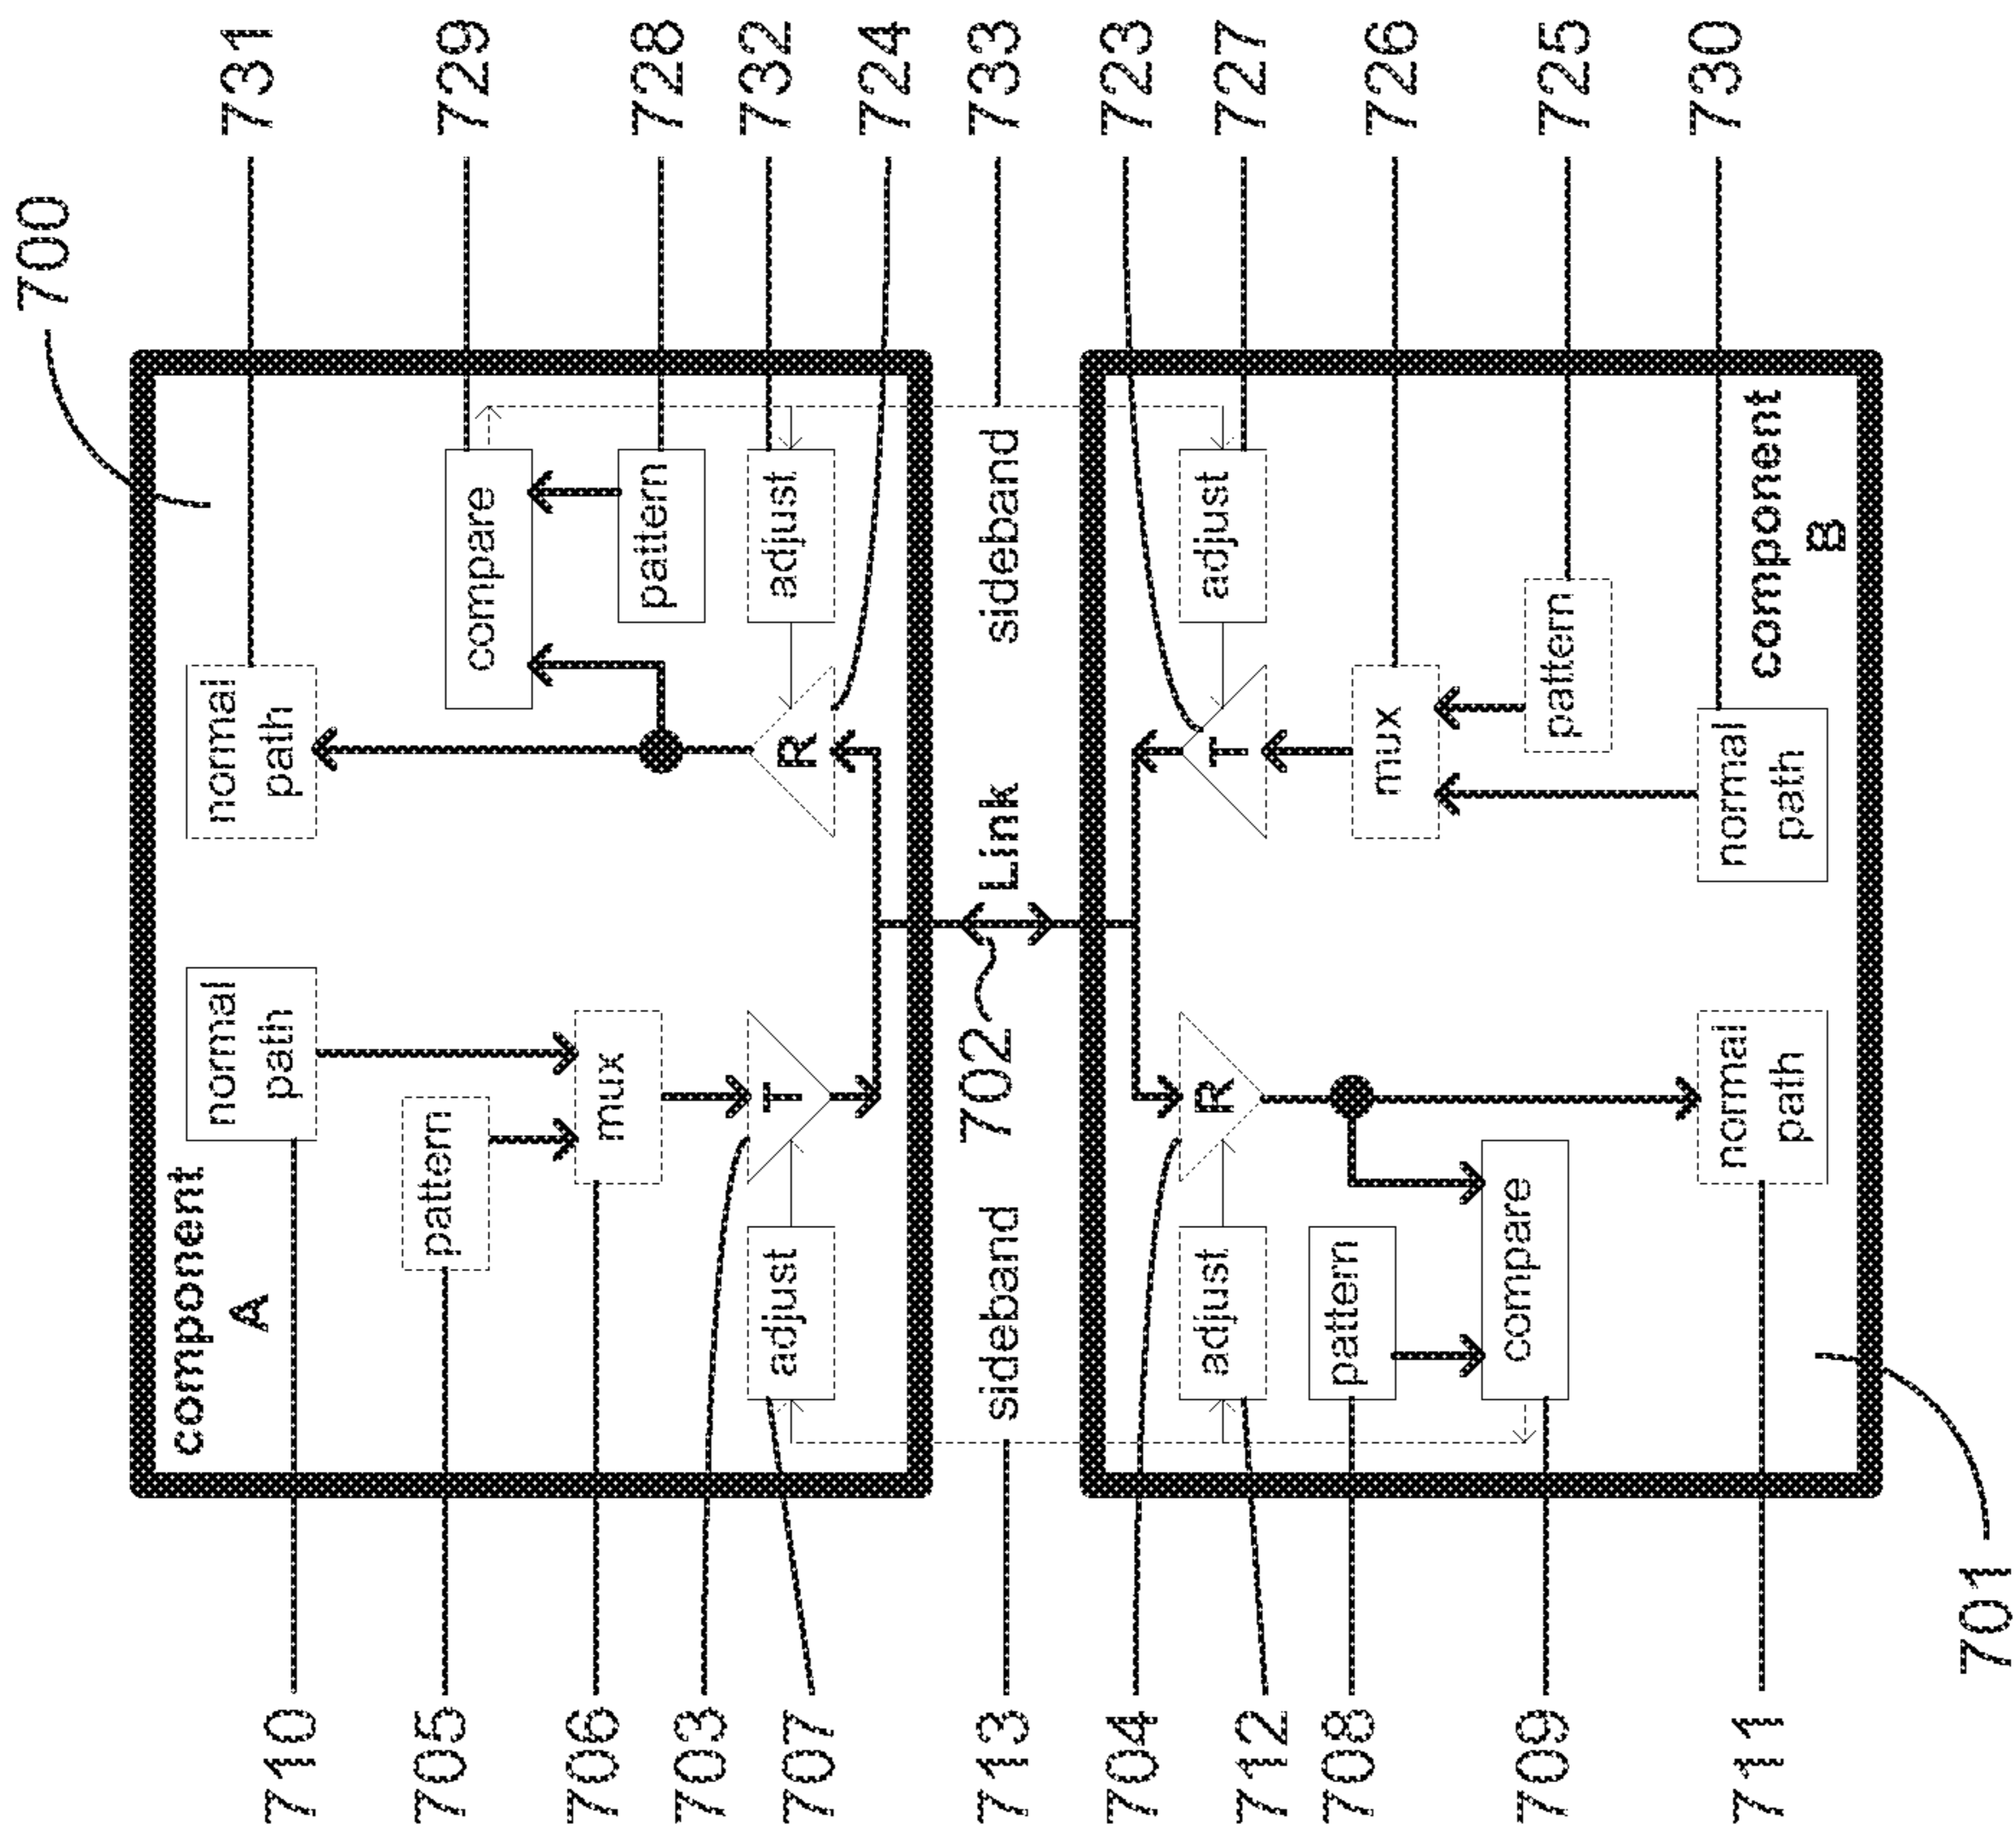 700
731
729
728
732
724
733
723
727
726
725
730
component
A
normal
path
pattern
mux
T
adjust
normal
path
compare
pattern
adjust
R
sideband
702
Link
sideband
R
adjust
pattern
compare
normal
path
T
adjust
mux
pattern
normal
path
component
B
710
705
706
703
707
713
704
712
708
709
711
701